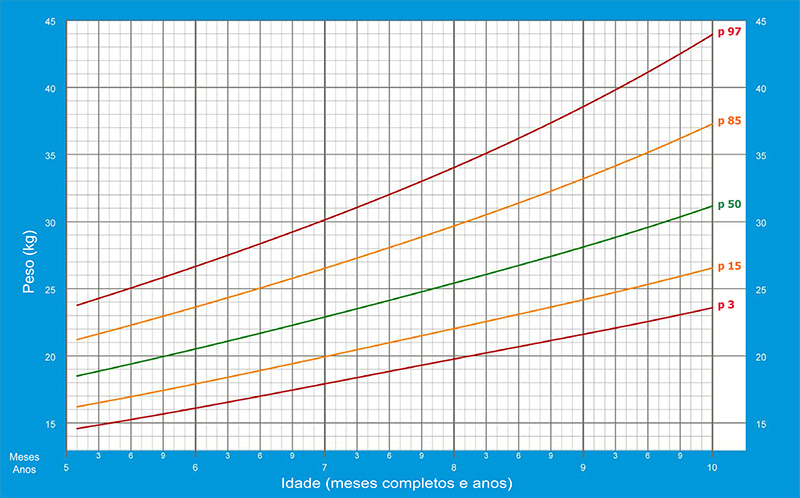 45 45
p 97
40 40
p 85
35 35
p 50
30 30
p 15
25 25
p 3
20 20
15 15
Peso (kg)
Meses 3 6 9 3 6 9 3 6 9 3 6 9 3 6 9
Anos 5 6 7 8 9 10
Idade (meses completos e anos)